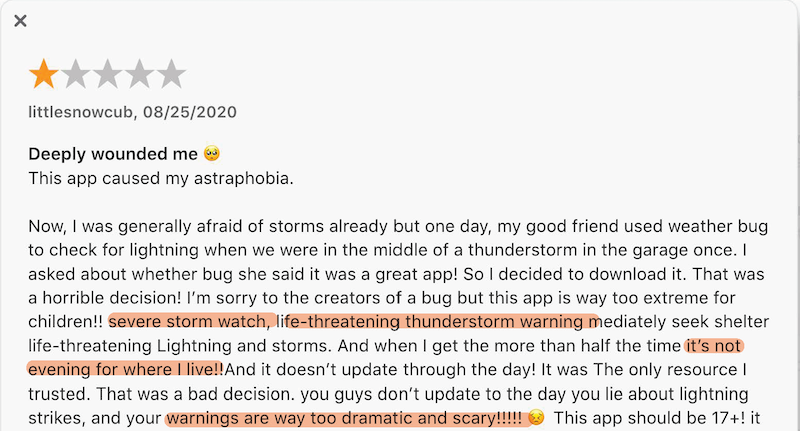 littlesnowcub, 08/25/2020
Deeply wounded me 🥺
This app caused my astraphobia.
Now, I was generally afraid of storms already but one day, my good friend used weather bug
to check for lightning when we were in the middle of a thunderstorm in the garage once. I
asked about whether bug she said it was a great app! So I decided to download it. That was
a horrible decision! I’m sorry to the creators of a bug but this app is way too extreme for
children!! severe storm watch, life-threatening thunderstorm warning mediately seek shelter
life-threatening Lightning and storms. And when I get the more than half the time it’s not
evening for where I live!!And it doesn’t update through the day! It was The only resource I
trusted. That was a bad decision. you guys don’t update to the day you lie about lightning
strikes, and your warnings are way too dramatic and scary!!!!! 😣 This app should be 17+! it